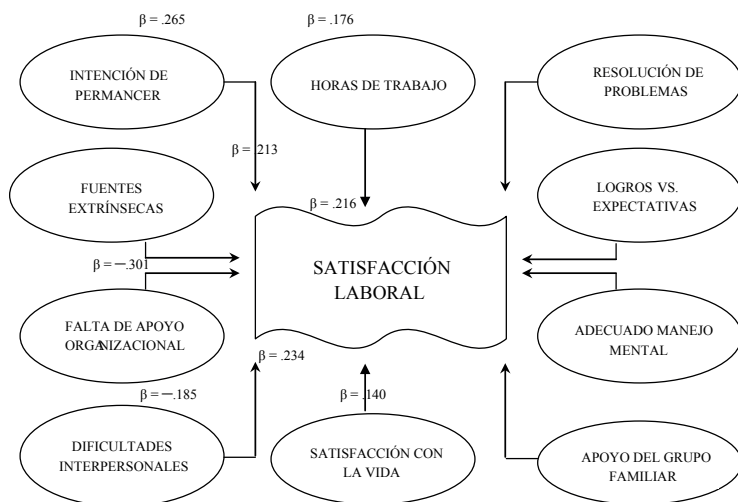 β = .265
β = .176
INTENCIÓN DE
PERMANCER
HORAS DE TRABAJO
RESOLUCIÓN DE
PROBLEMAS
β = .213
FUENTES
EXTRÍNSECAS
β = .216
LOGROS VS.
EXPECTATIVAS
β = —.301
SATISFACCIÓN
LABORAL
FALTA DE APOYO
ORGANIZACIONAL
ADECUADO MANEJO
MENTAL
β = .234
β = —.185
β = .140
DIFICULTADES
INTERPERSONALES
SATISFACCIÓN CON
LA VIDA
APOYO DEL GRUPO
FAMILIAR